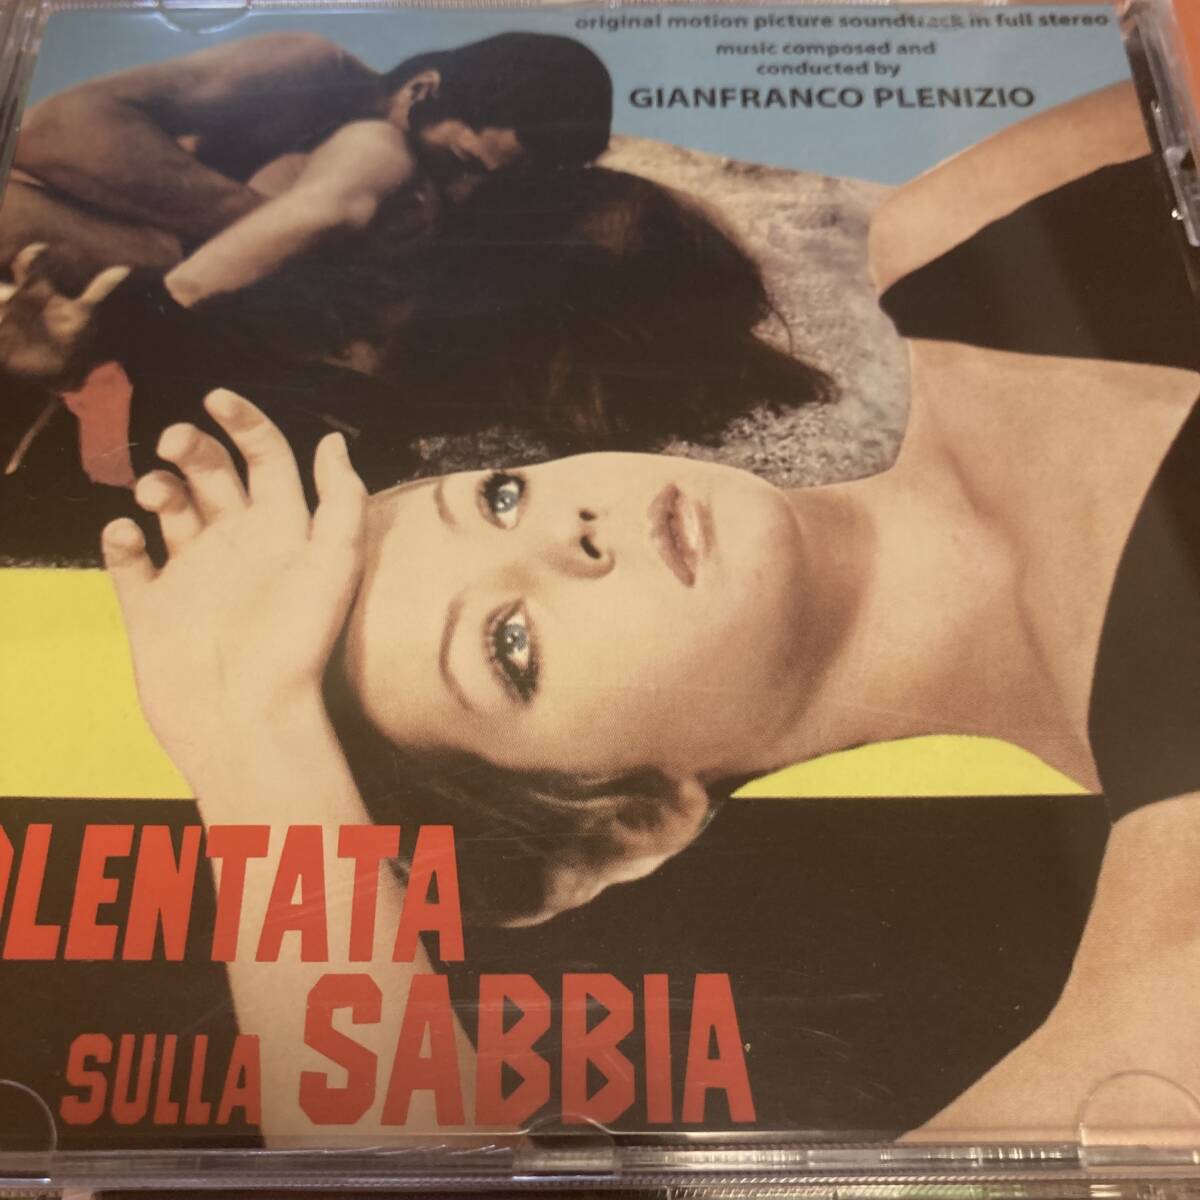 original motion picture soundtrack in full stereo
music composed and
conducted by
GIANFRANCO PLENIZIO
OLENTATA
SULLA SABBIA